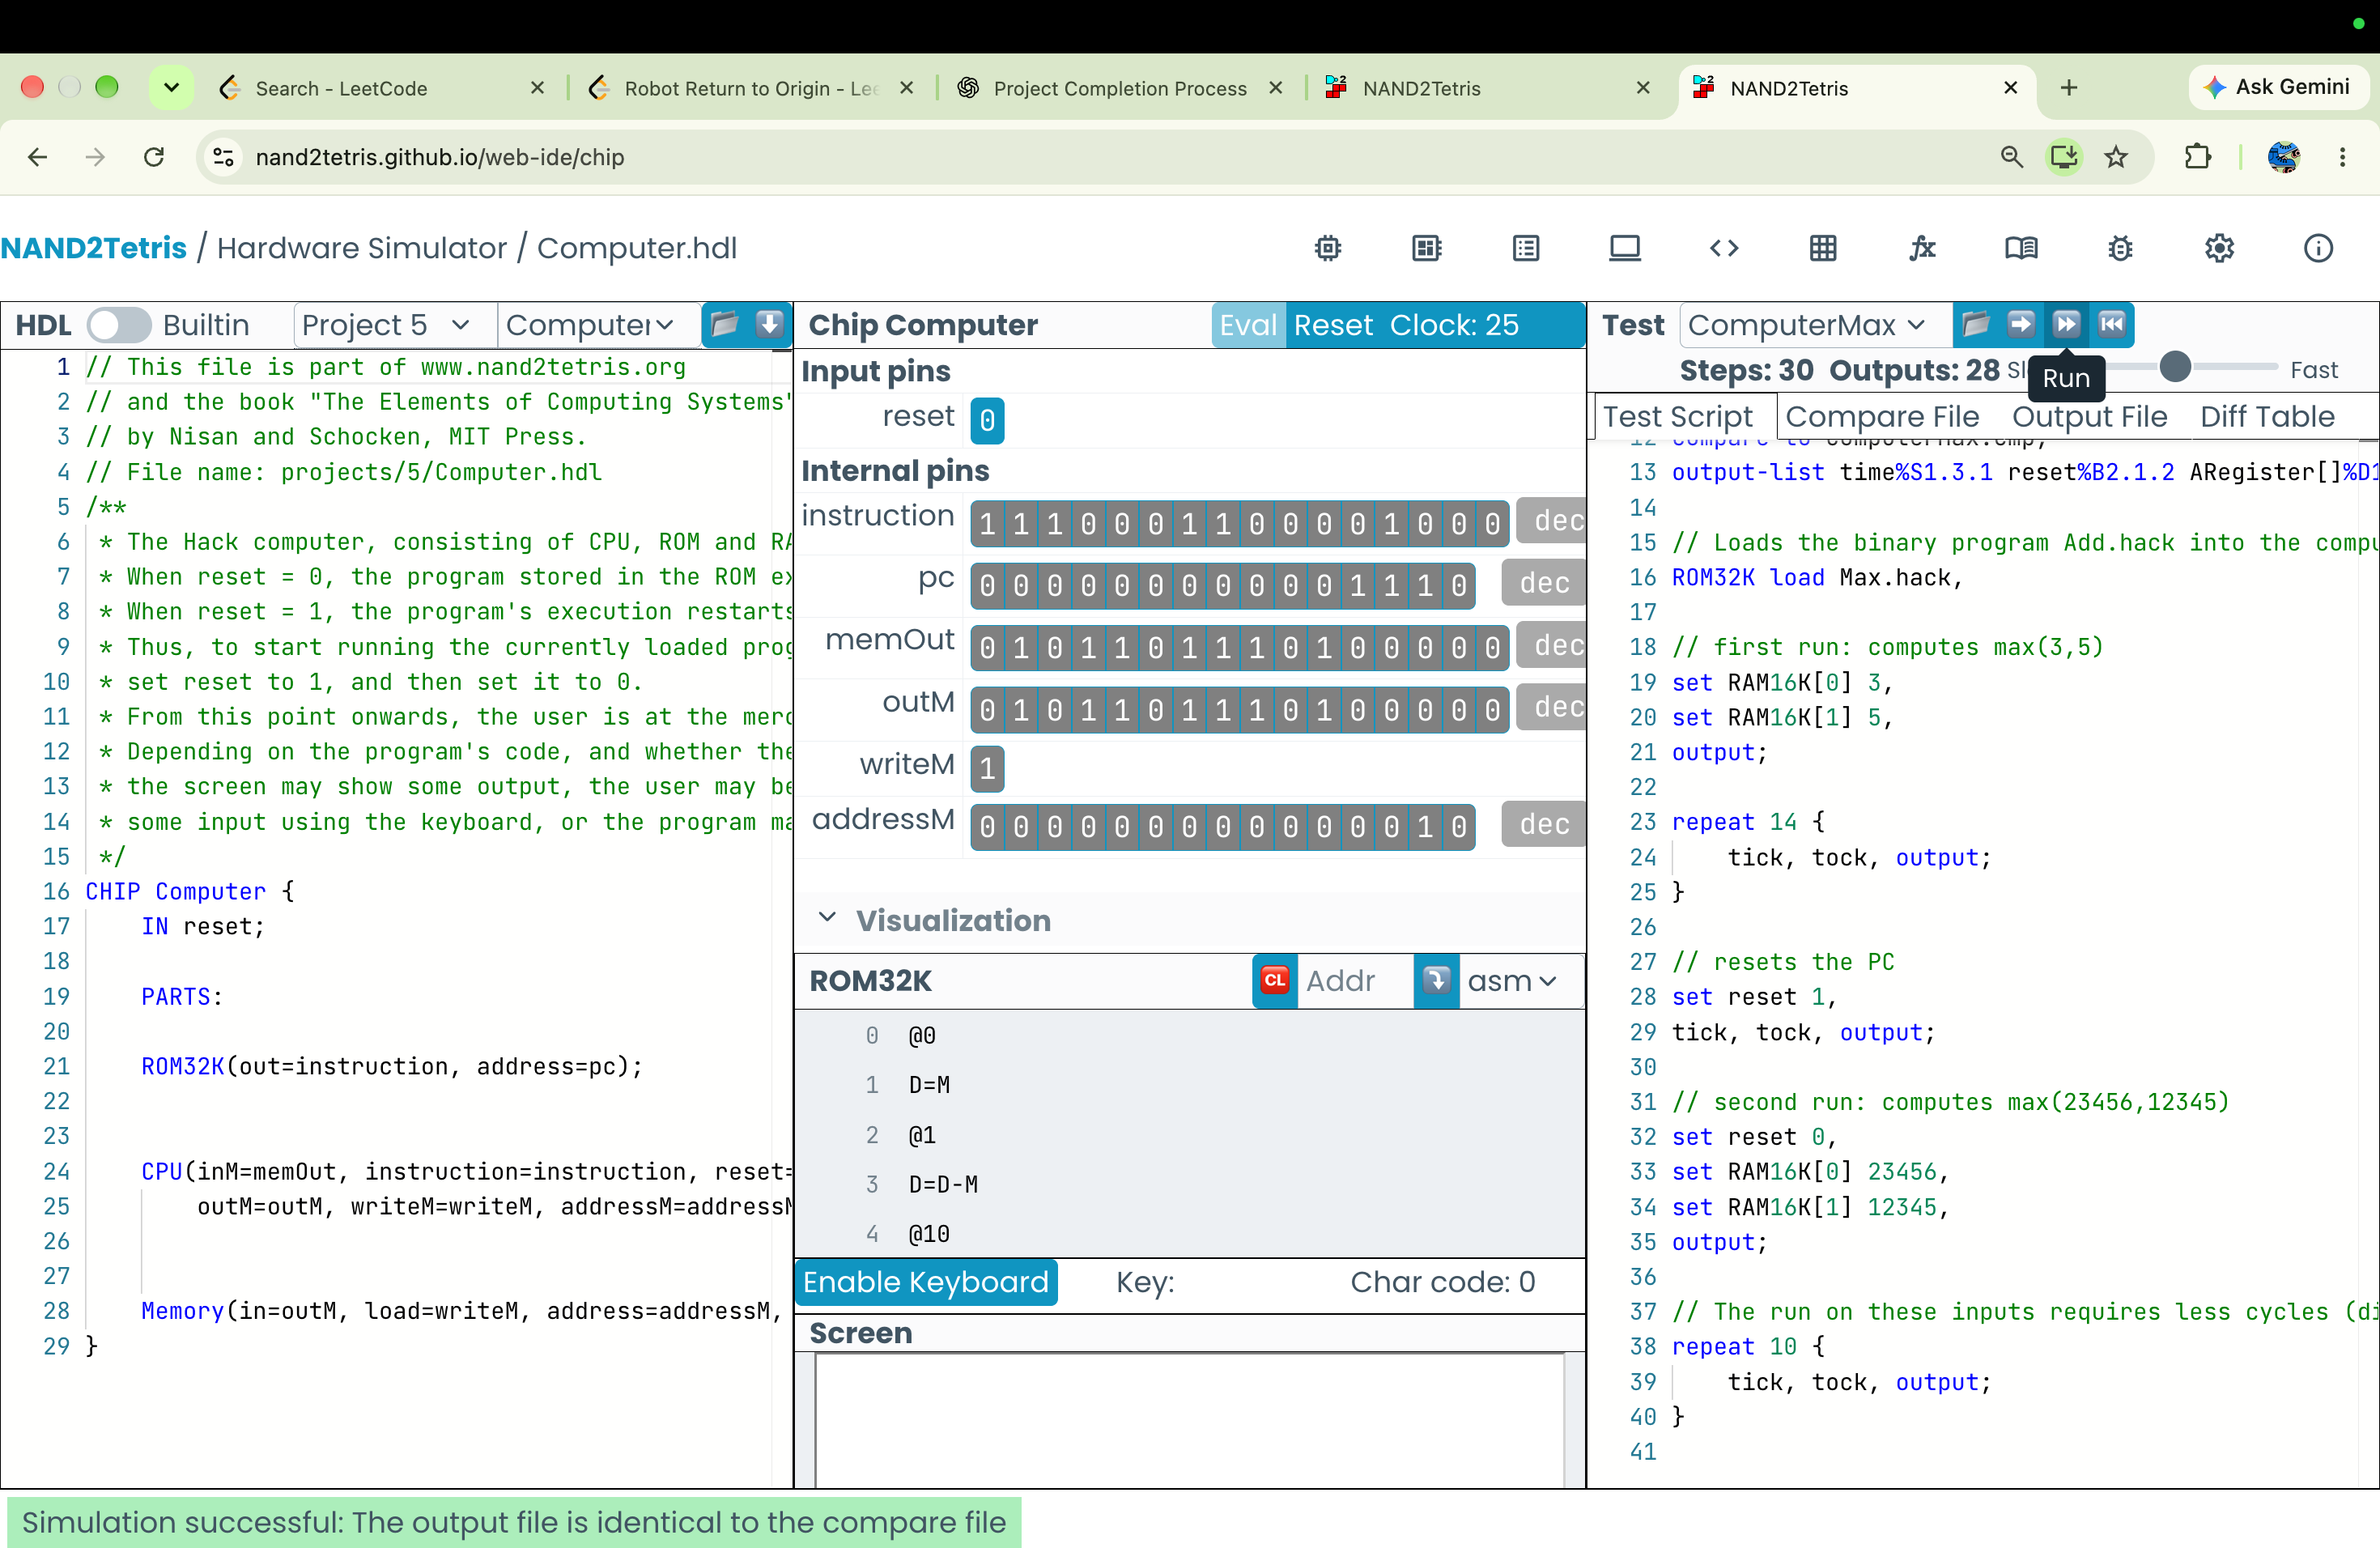 Search - LeetCode
Robot Return to Origin - Lee
Project Completion Process
NAND2Tetris
NAND2Tetris
Ask Gemini
nand2tetris.github.io/web-ide/chip
NAND2Tetris / Hardware Simulator / Computer.hdl
HDL Builtin Project 5 Computer
1 // This file is part of www.nand2tetris.org
2 // and the book "The Elements of Computing Systems"
3 // by Nisan and Schocken, MIT Press.
4 // File name: projects/5/Computer.hdl
5 /**
6 * The Hack computer, consisting of CPU, ROM and RA
7 * When reset = 0, the program stored in the ROM ex
8 * When reset = 1, the program's execution restarts
9 * Thus, to start running the currently loaded prog
10 * set reset to 1, and then set it to 0.
11 * From this point onwards, the user is at the merc
12 * Depending on the program's code, and whether the
13 * the screen may show some output, the user may be
14 * some input using the keyboard, or the program ma
15 */
16 CHIP Computer {
17 IN reset;
18
19 PARTS:
20
21 ROM32K(out=instruction, address=pc);
22
23
24 CPU(inM=memOut, instruction=instruction, reset=
25 outM=outM, writeM=writeM, addressM=addressM
26
27
28 Memory(in=outM, load=writeM, address=addressM,
29 }
Chip Computer Eval Reset Clock: 25
Input pins
reset 0
Internal pins
instruction 1 1 1 0 0 0 1 1 0 0 0 0 1 0 0 0 dec
pc 0 0 0 0 0 0 0 0 0 0 0 1 1 1 0 dec
memOut 0 1 0 1 1 0 1 1 1 0 1 0 0 0 0 0 dec
outM 0 1 0 1 1 0 1 1 1 0 1 0 0 0 0 0 dec
writeM 1
addressM 0 0 0 0 0 0 0 0 0 0 0 0 0 1 0 dec
Visualization
ROM32K CL Addr asm
0 @0
1 D=M
2 @1
3 D=D-M
4 @10
Enable Keyboard Key: Char code: 0
Screen
Test ComputerMax
Steps: 30 Outputs: 28 Sl Fast
Run
Test Script Compare File Output File Diff Table
12 compare to ComputerMax.cmp,
13 output-list time%S1.3.1 reset%B2.1.2 ARegister[]%D1
14
15 // Loads the binary program Add.hack into the compu
16 ROM32K load Max.hack,
17
18 // first run: computes max(3,5)
19 set RAM16K[0] 3,
20 set RAM16K[1] 5,
21 output;
22
23 repeat 14 {
24 tick, tock, output;
25 }
26
27 // resets the PC
28 set reset 1,
29 tick, tock, output;
30
31 // second run: computes max(23456,12345)
32 set reset 0,
33 set RAM16K[0] 23456,
34 set RAM16K[1] 12345,
35 output;
36
37 // The run on these inputs requires less cycles (di
38 repeat 10 {
39 tick, tock, output;
40 }
41
Simulation successful: The output file is identical to the compare file